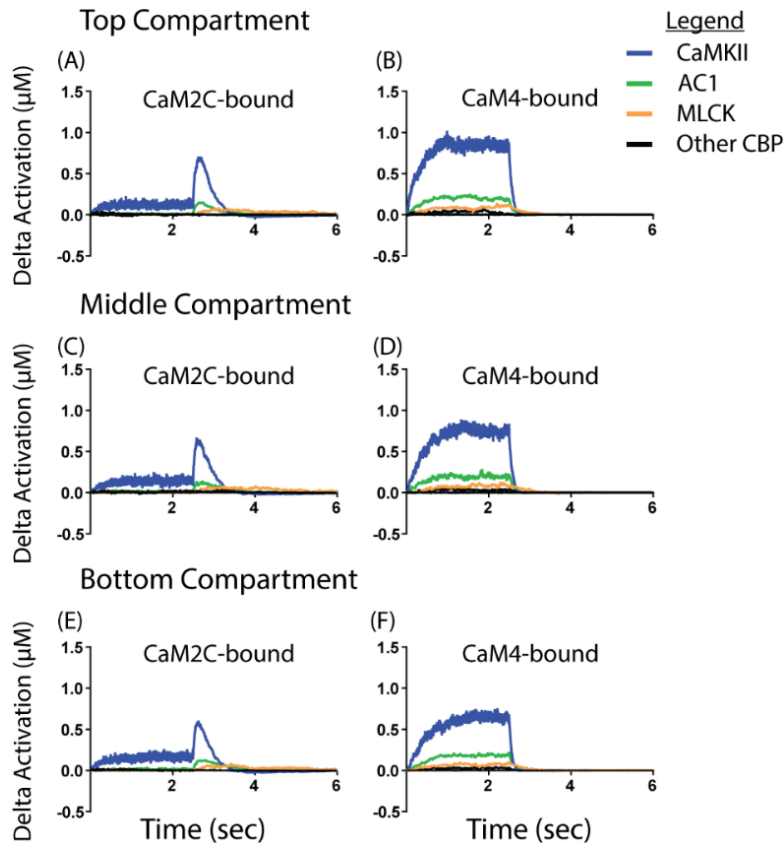 Top Compartment
Legend
CaMKII
AC1
MLCK
Other CBP
(A)
CaM2C-bound
(B)
CaM4-bound
Delta Activation (μM)
1.5
1.0
0.5
0.0
-0.5
2
4
6
1.5
1.0
0.5
0.0
-0.5
2
4
6
Middle Compartment
(C)
CaM2C-bound
(D)
CaM4-bound
Delta Activation (μM)
1.5
1.0
0.5
0.0
-0.5
2
4
6
1.5
1.0
0.5
0.0
-0.5
2
4
6
Bottom Compartment
(E)
CaM2C-bound
(F)
CaM4-bound
Delta Activation (μM)
1.5
1.0
0.5
0.0
-0.5
2
4
6
1.5
1.0
0.5
0.0
-0.5
2
4
6
Time (sec)
Time (sec)